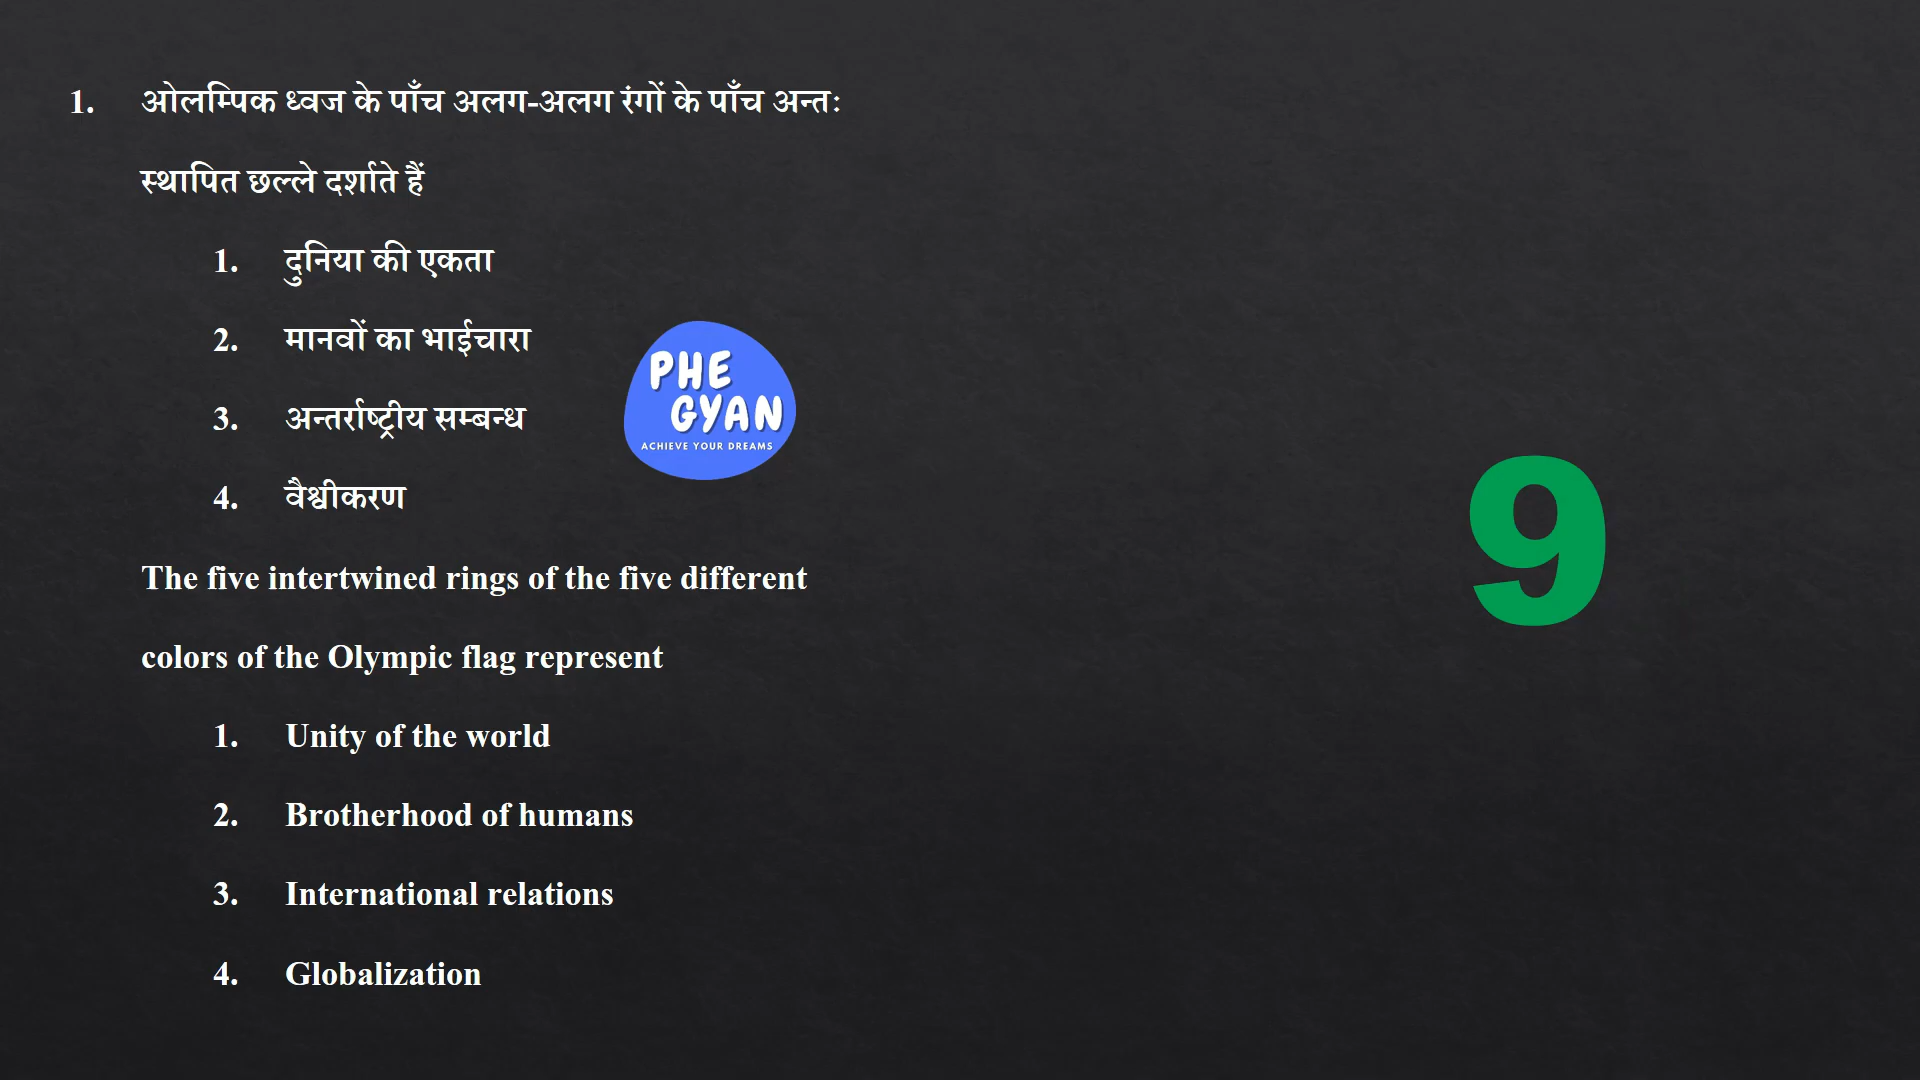 1. ओलम्पिक ध्वज के पाँच अलग-अलग रंगों के पाँच अन्तः
स्थापित छल्ले दर्शाते हैं
1. दुनिया की एकता
2. मानवों का भाईचारा
3. अन्तर्राष्ट्रीय सम्बन्ध
4. वैश्वीकरण
PHE
GYAN
ACHIEVE YOUR DREAMS
9
The five intertwined rings of the five different
colors of the Olympic flag represent
1. Unity of the world
2. Brotherhood of humans
3. International relations
4. Globalization